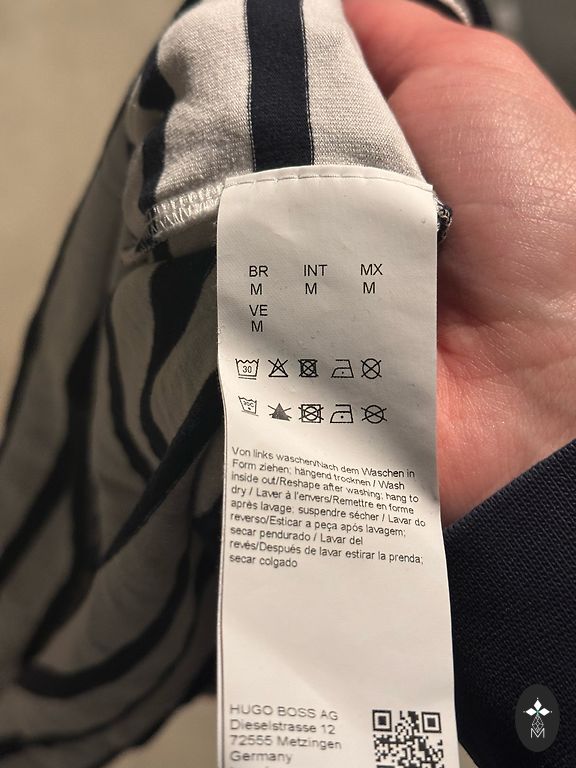 BR INT MX
M M M
VE
M
30
30C
Von links waschen/Nach dem Waschen in
Form ziehen; hängend trocknen / Wash
inside out/Reshape after washing; hang to
dry / Laver à l'envers/Remettre en forme
après lavage; suspendre sécher / Lavar do
reverso/Esticar a peça após lavagem;
secar pendurado / Lavar del
revés/Después de lavar estirar la prenda;
secar colgado
HUGO BOSS AG
Dieselstrasse 12
72555 Metzingen
Germany
M